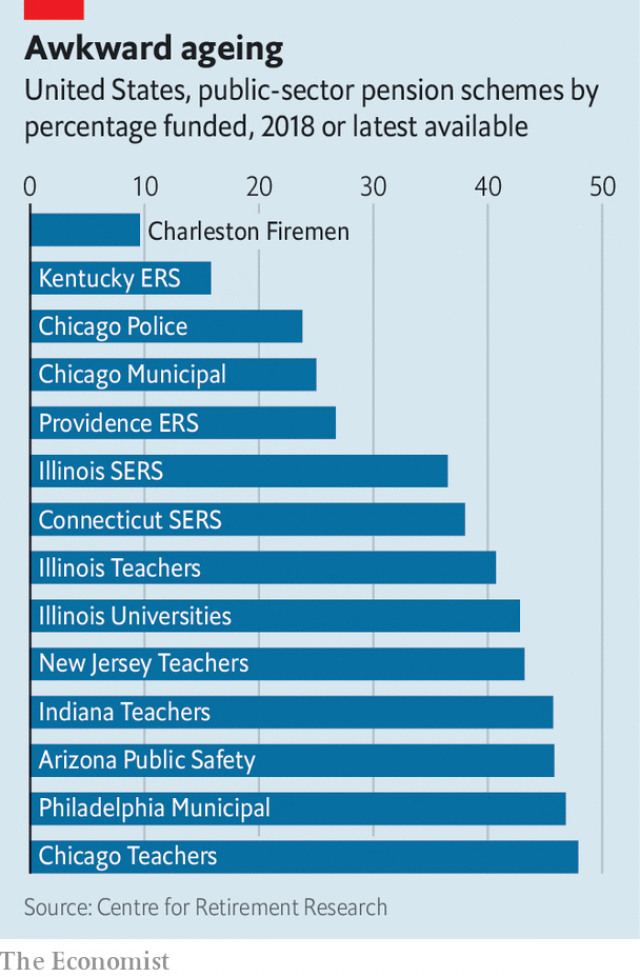 Awkward ageing
United States, public-sector pension schemes by
percentage funded, 2018 or latest available
0 10 20 30 40 50
Charleston Firemen
Kentucky ERS
Chicago Police
Chicago Municipal
Providence ERS
Illinois SERS
Connecticut SERS
Illinois Teachers
Illinois Universities
New Jersey Teachers
Indiana Teachers
Arizona Public Safety
Philadelphia Municipal
Chicago Teachers
Source: Centre for Retirement Research
The Economist